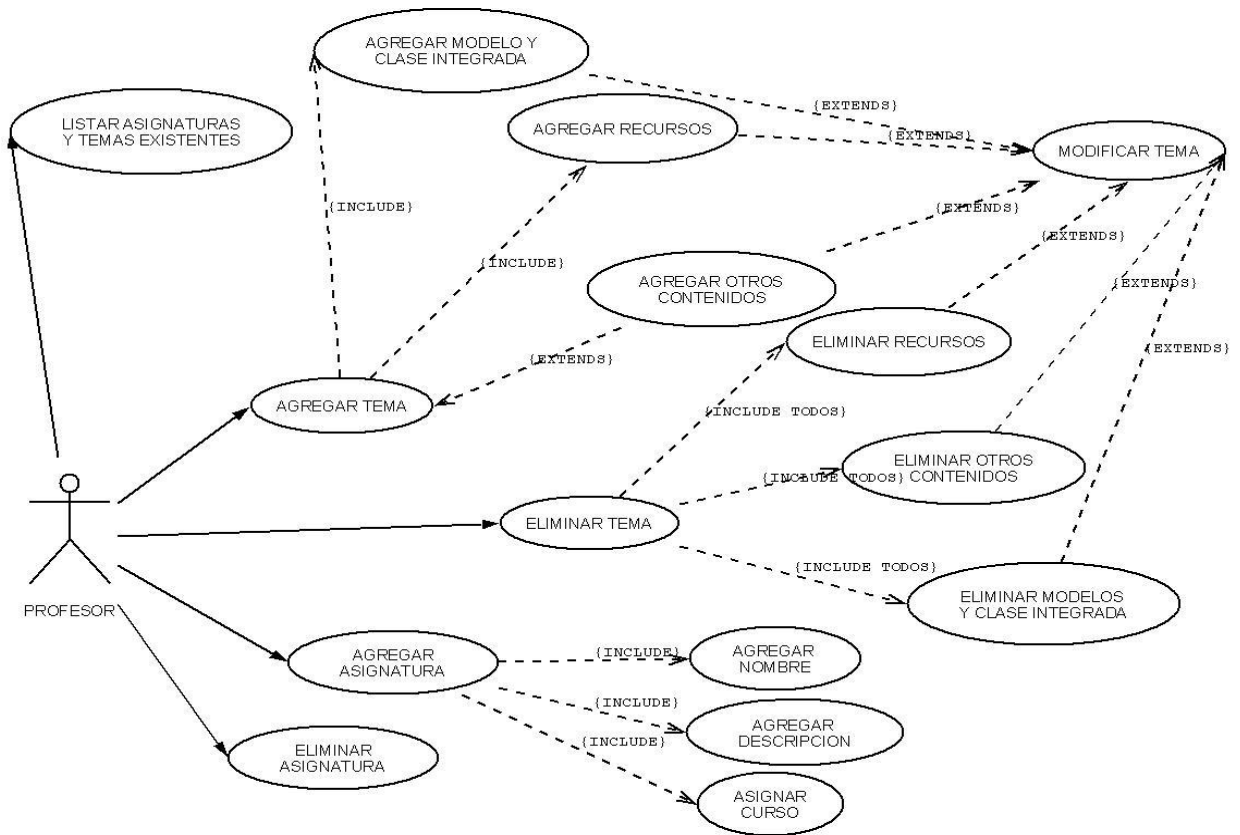 AGREGAR MODELO Y
CLASE INTEGRADA
{EXTENDS}
LISTAR ASIGNATURAS
Y TEMAS EXISTENTES
AGREGAR RECURSOS
{EXTENDS}
MODIFICAR TEMA
{INCLUDE}
{EXTENDS}
{INCLUDE}
{EXTENDS}
AGREGAR OTROS
CONTENIDOS
{EXTENDS}
ELIMINAR RECURSOS
{EXTENDS}
{EXTENDS}
AGREGAR TEMA
{INCLUDE TODOS}
ELIMINAR OTROS
CONTENIDOS
{INCLUDE TODOS}
ELIMINAR TEMA
{INCLUDE TODOS}
ELIMINAR MODELOS
Y CLASE INTEGRADA
PROFESOR
AGREGAR
ASIGNATURA
{INCLUDE}
AGREGAR
NOMBRE
{INCLUDE}
AGREGAR
DESCRIPCION
{INCLUDE}
ELIMINAR
ASIGNATURA
ASIGNAR
CURSO